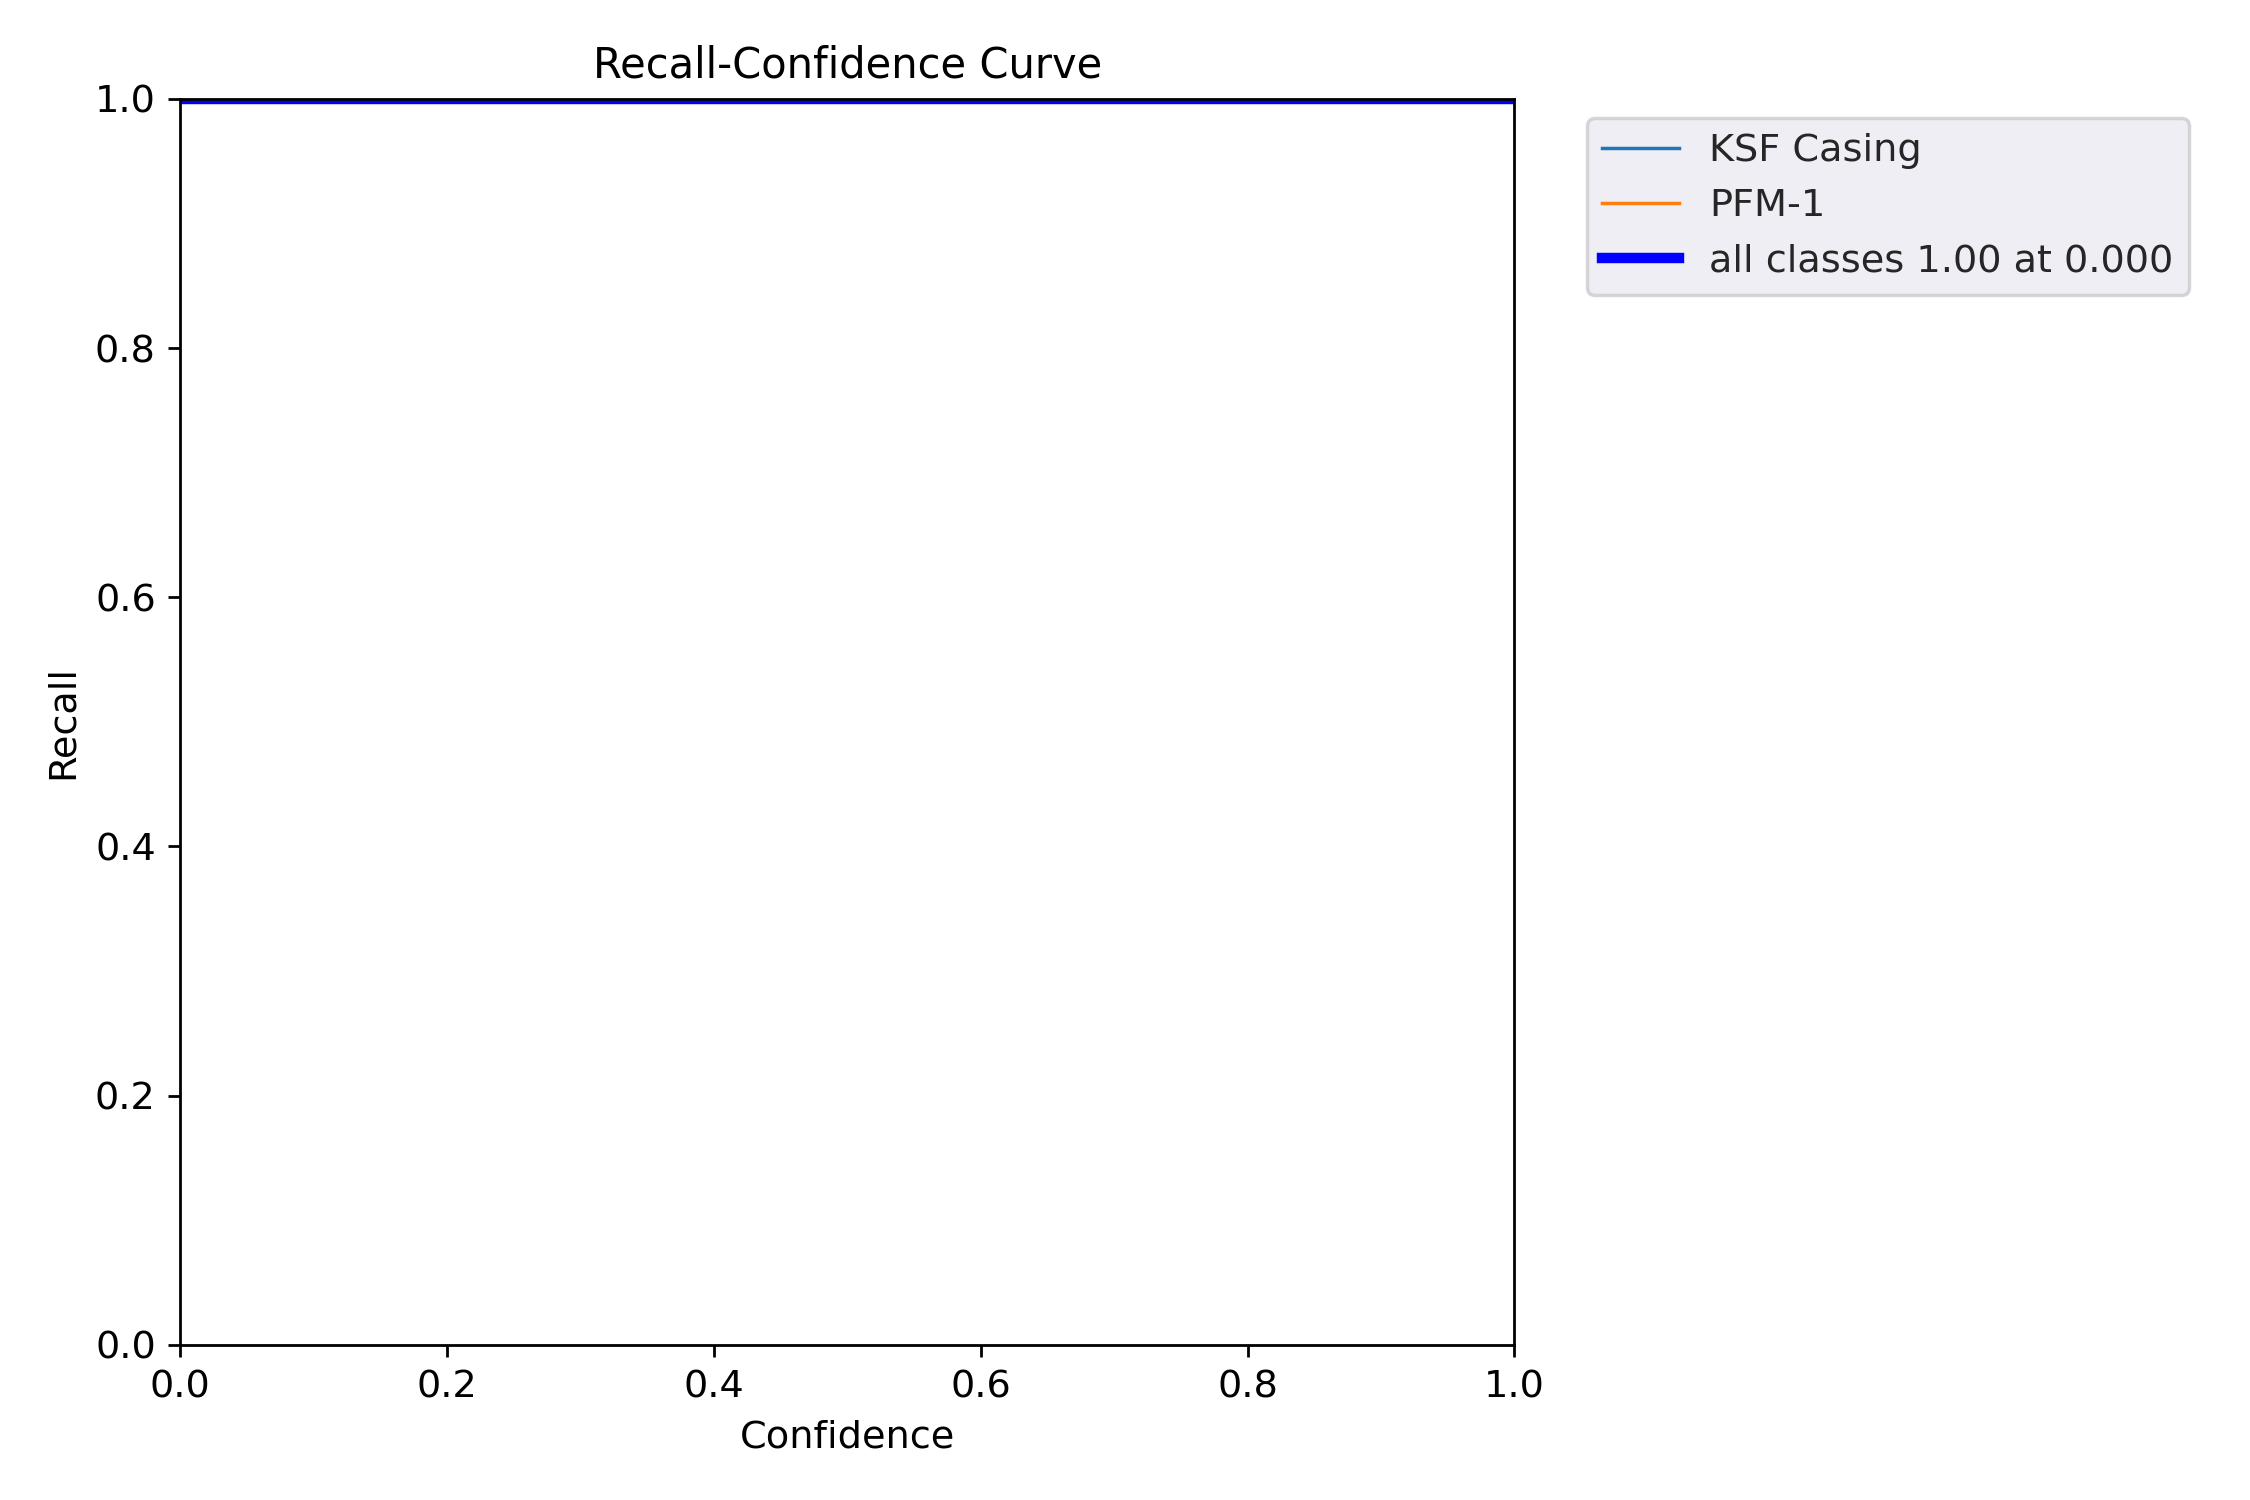 Recall-Confidence Curve
1.0
0.8
0.6
0.4
0.2
0.0
Recall
0.0 0.2 0.4 0.6 0.8 1.0
Confidence
KSF Casing
PFM-1
all classes 1.00 at 0.000